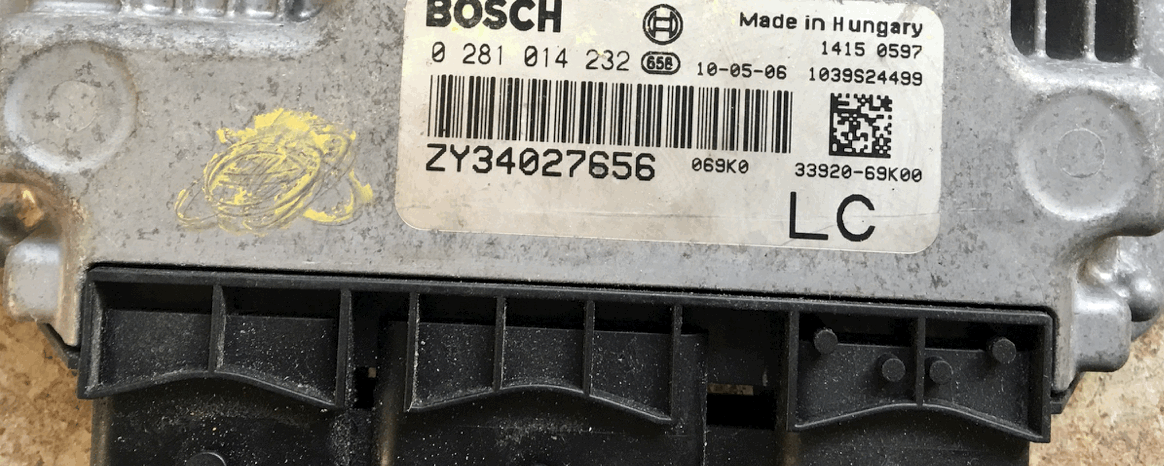 BOSCH
Made in Hungary
0 281 014 232 658 10-05-06
1415 0597
1039S24499
ZY34027656 069K0 33920-69K00
LC